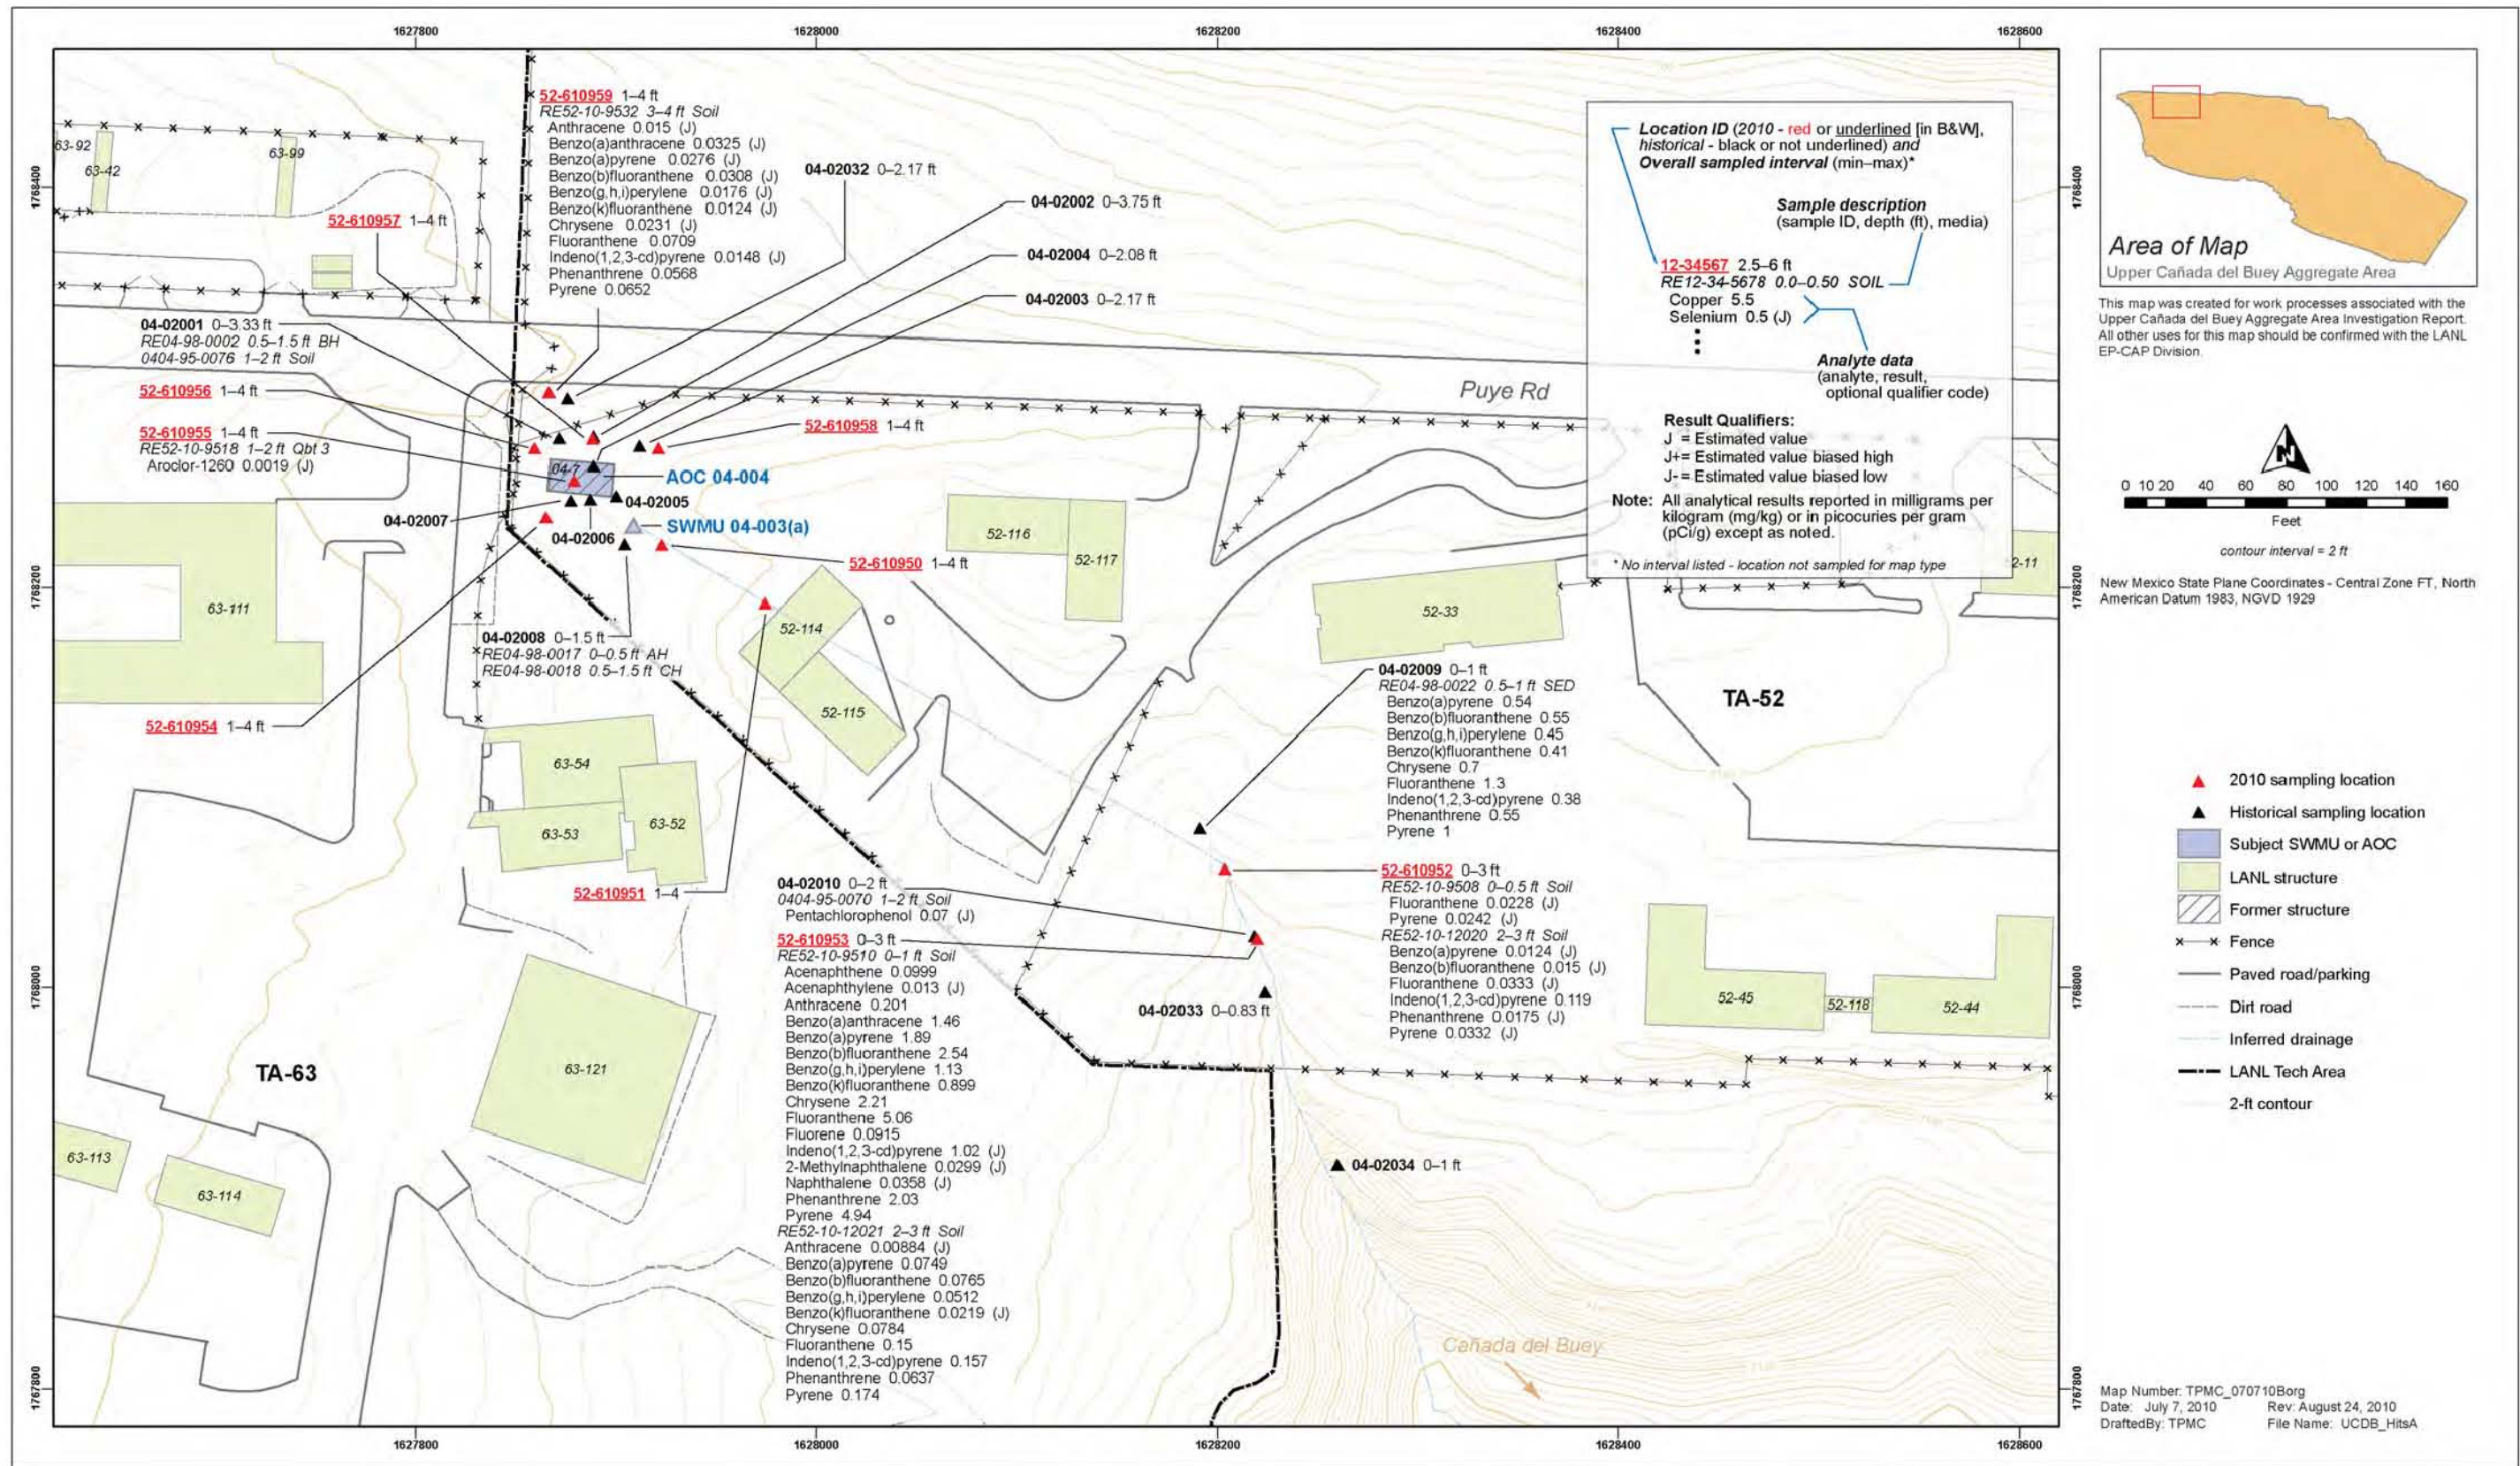 1627800
1628000
1628200
1628400
1628600
1768400
1768200
1768000
1767800
63-92
63-42
63-99
52-610957 1–4 ft
52-610959 1–4 ft
RE52-10-9532 3–4 ft Soil
Anthracene 0.015 (J)
Benzo(a)anthracene 0.0325 (J)
Benzo(a)pyrene 0.0276 (J)
Benzo(b)fluoranthene 0.0308 (J)
Benzo(g,h,i)perylene 0.0176 (J)
Benzo(k)fluoranthene 0.0124 (J)
Chrysene 0.0231 (J)
Fluoranthene 0.0709
Indeno(1,2,3-cd)pyrene 0.0148 (J)
Phenanthrene 0.0568
Pyrene 0.0652
04-02032 0–2.17 ft
04-02002 0–3.75 ft
04-02004 0–2.08 ft
04-02003 0–2.17 ft
04-02001 0–3.33 ft
RE04-98-0002 0.5–1.5 ft BH
0404-95-0076 1–2 ft Soil
52-610956 1–4 ft
52-610955 1–4 ft
RE52-10-9518 1–2 ft Qbt 3
Aroclor-1260 0.0019 (J)
52-610958 1–4 ft
Puye Rd
04-7
AOC 04-004
04-02005
04-02007
SWMU 04-003(a)
04-02006
52-610950 1–4 ft
52-116
52-117
63-111
52-114
52-33
2-11
04-02008 0–1.5 ft
RE04-98-0017 0–0.5 ft AH
RE04-98-0018 0.5–1.5 ft CH
52-115
52-610954 1–4 ft
TA-52
63-54
63-53
63-52
52-610951 1–4
04-02009 0–1 ft
RE04-98-0022 0.5–1 ft SED
Benzo(a)pyrene 0.54
Benzo(b)fluoranthene 0.55
Benzo(g,h,i)perylene 0.45
Benzo(k)fluoranthene 0.41
Chrysene 0.7
Fluoranthene 1.3
Indeno(1,2,3-cd)pyrene 0.38
Phenanthrene 0.55
Pyrene 1
52-610952 0–3 ft
RE52-10-9508 0–0.5 ft Soil
Fluoranthene 0.0228 (J)
Pyrene 0.0242 (J)
RE52-10-12020 2–3 ft Soil
Benzo(a)pyrene 0.0124 (J)
Benzo(b)fluoranthene 0.015 (J)
Fluoranthene 0.0333 (J)
Indeno(1,2,3-cd)pyrene 0.119
Phenanthrene 0.0175 (J)
Pyrene 0.0332 (J)
04-02010 0–2 ft
0404-95-0070 1–2 ft Soil
Pentachlorophenol 0.07 (J)
52-610953 0–3 ft
RE52-10-9510 0–1 ft Soil
Acenaphthene 0.0999
Acenaphthylene 0.013 (J)
Anthracene 0.201
Benzo(a)anthracene 1.46
Benzo(a)pyrene 1.89
Benzo(b)fluoranthene 2.54
Benzo(g,h,i)perylene 1.13
Benzo(k)fluoranthene 0.899
Chrysene 2.21
Fluoranthene 5.06
Fluorene 0.0915
Indeno(1,2,3-cd)pyrene 1.02 (J)
2-Methylnaphthalene 0.0299 (J)
Naphthalene 0.0358 (J)
Phenanthrene 2.03
Pyrene 4.94
RE52-10-12021 2–3 ft Soil
Anthracene 0.00884 (J)
Benzo(a)pyrene 0.0749
Benzo(b)fluoranthene 0.0765
Benzo(g,h,i)perylene 0.0512
Benzo(k)fluoranthene 0.0219 (J)
Chrysene 0.0784
Fluoranthene 0.15
Indeno(1,2,3-cd)pyrene 0.157
Phenanthrene 0.0637
Pyrene 0.174
04-02033 0–0.83 ft
04-02034 0–1 ft
52-45
52-118
52-44
TA-63
63-121
63-113
63-114
Cañada del Buey
1768400
1768200
1768000
1767800
1627800
1628000
1628200
1628400
1628600
Location ID (2010 - red or underlined [in B&W],
historical - black or not underlined) and
Overall sampled interval (min–max)*
Sample description
(sample ID, depth (ft), media)
12-34567 2.5–6 ft
RE12-34-5678 0.0–0.50 SOIL
Copper 5.5
Selenium 0.5 (J)
Analyte data
(analyte, result,
optional qualifier code)
Result Qualifiers:
J = Estimated value
J+= Estimated value biased high
J-= Estimated value biased low
Note: All analytical results reported in milligrams per
kilogram (mg/kg) or in picocuries per gram
(pCi/g) except as noted.
* No interval listed - location not sampled for map type
Area of Map
Upper Cañada del Buey Aggregate Area
This map was created for work processes associated with the
Upper Cañada del Buey Aggregate Area Investigation Report.
All other uses for this map should be confirmed with the LANL
EP-CAP Division.
N
0 10 20 40 60 80 100 120 140 160
Feet
contour interval = 2 ft
New Mexico State Plane Coordinates - Central Zone FT, North
American Datum 1983, NGVD 1929
2010 sampling location
Historical sampling location
Subject SWMU or AOC
LANL structure
Former structure
Fence
Paved road/parking
Dirt road
Inferred drainage
LANL Tech Area
2-ft contour
Map Number: TPMC_070710Borg
Date: July 7, 2010 Rev: August 24, 2010
DraftedBy: TPMC File Name: UCDB_HitsA